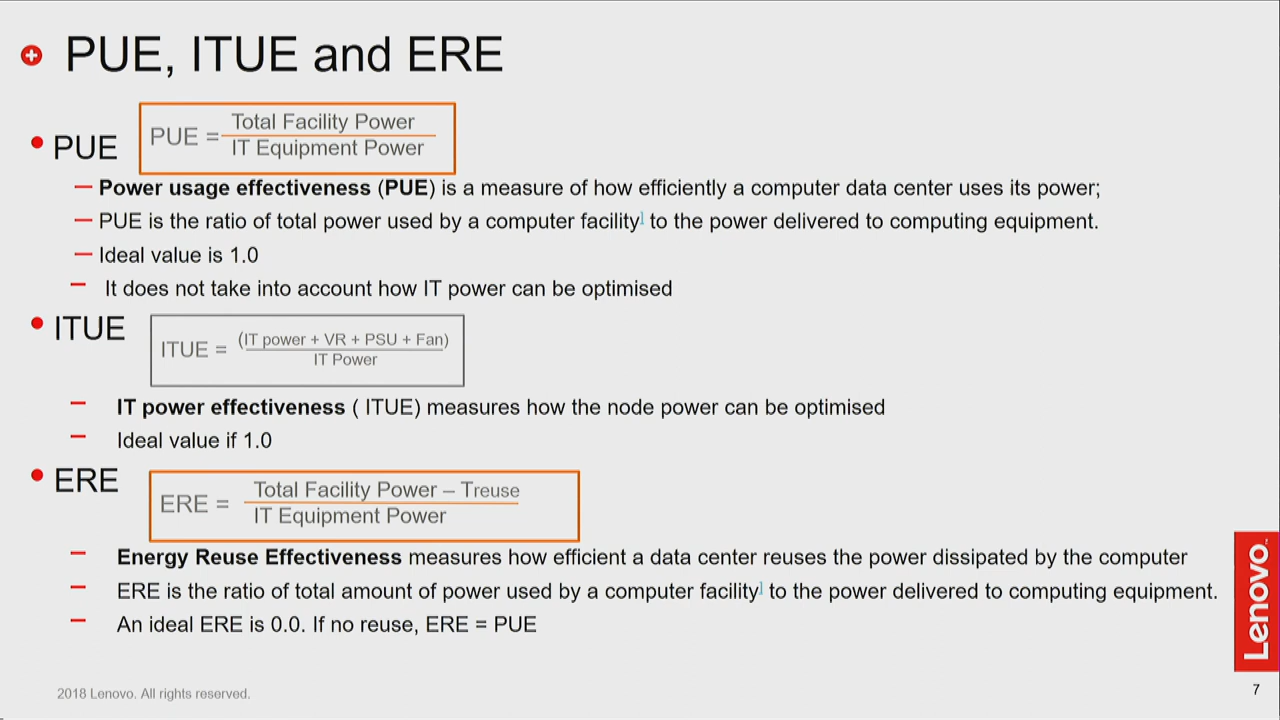 PUE, ITUE and ERE
• PUE
PUE = Total Facility Power
IT Equipment Power
— Power usage effectiveness (PUE) is a measure of how efficiently a computer data center uses its power;
— PUE is the ratio of total power used by a computer facility] to the power delivered to computing equipment.
— Ideal value is 1.0
– It does not take into account how IT power can be optimised
• ITUE
ITUE = (IT power + VR + PSU + Fan)
IT Power
– IT power effectiveness ( ITUE) measures how the node power can be optimised
– Ideal value if 1.0
• ERE
ERE = Total Facility Power – Treuse
IT Equipment Power
– Energy Reuse Effectiveness measures how efficient a data center reuses the power dissipated by the computer
– ERE is the ratio of total amount of power used by a computer facility] to the power delivered to computing equipment.
– An ideal ERE is 0.0. If no reuse, ERE = PUE
Lenovo
2018 Lenovo. All rights reserved.
7